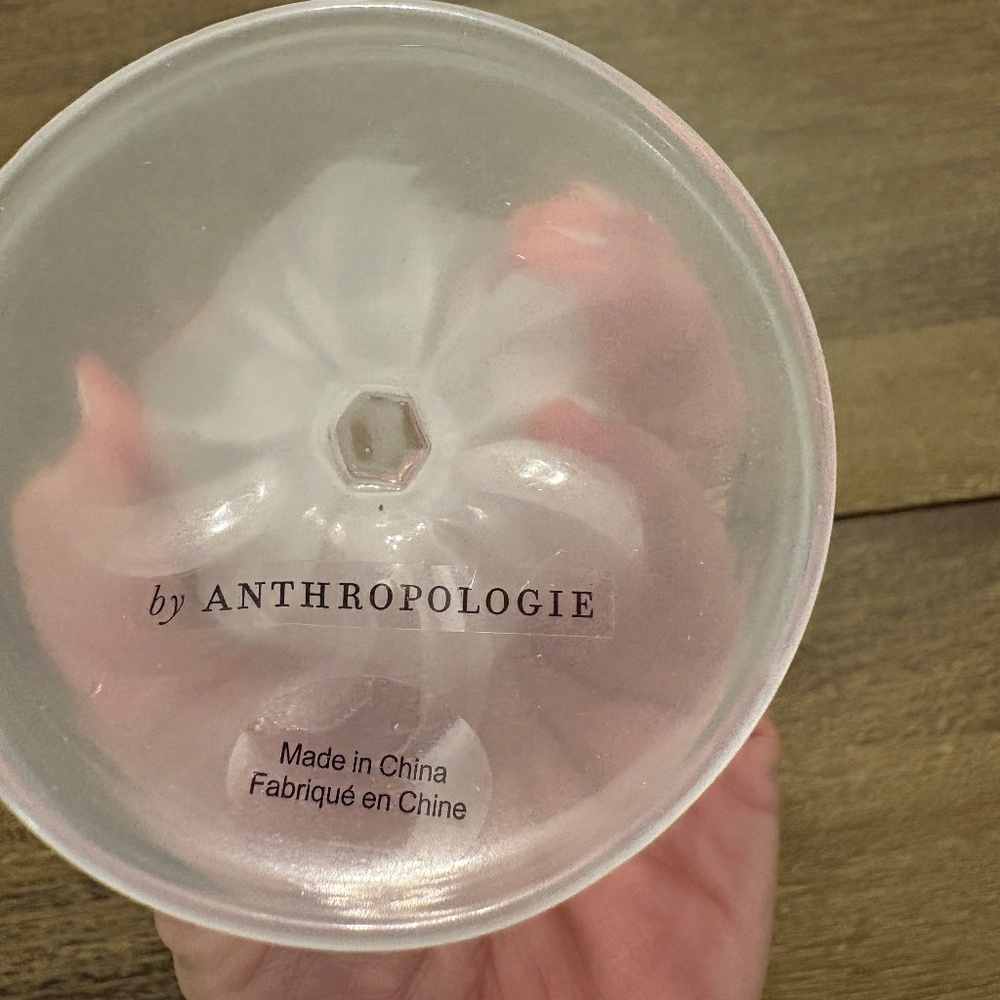 by ANTHROPOLOGIE
Made in China
Fabriqué en Chine